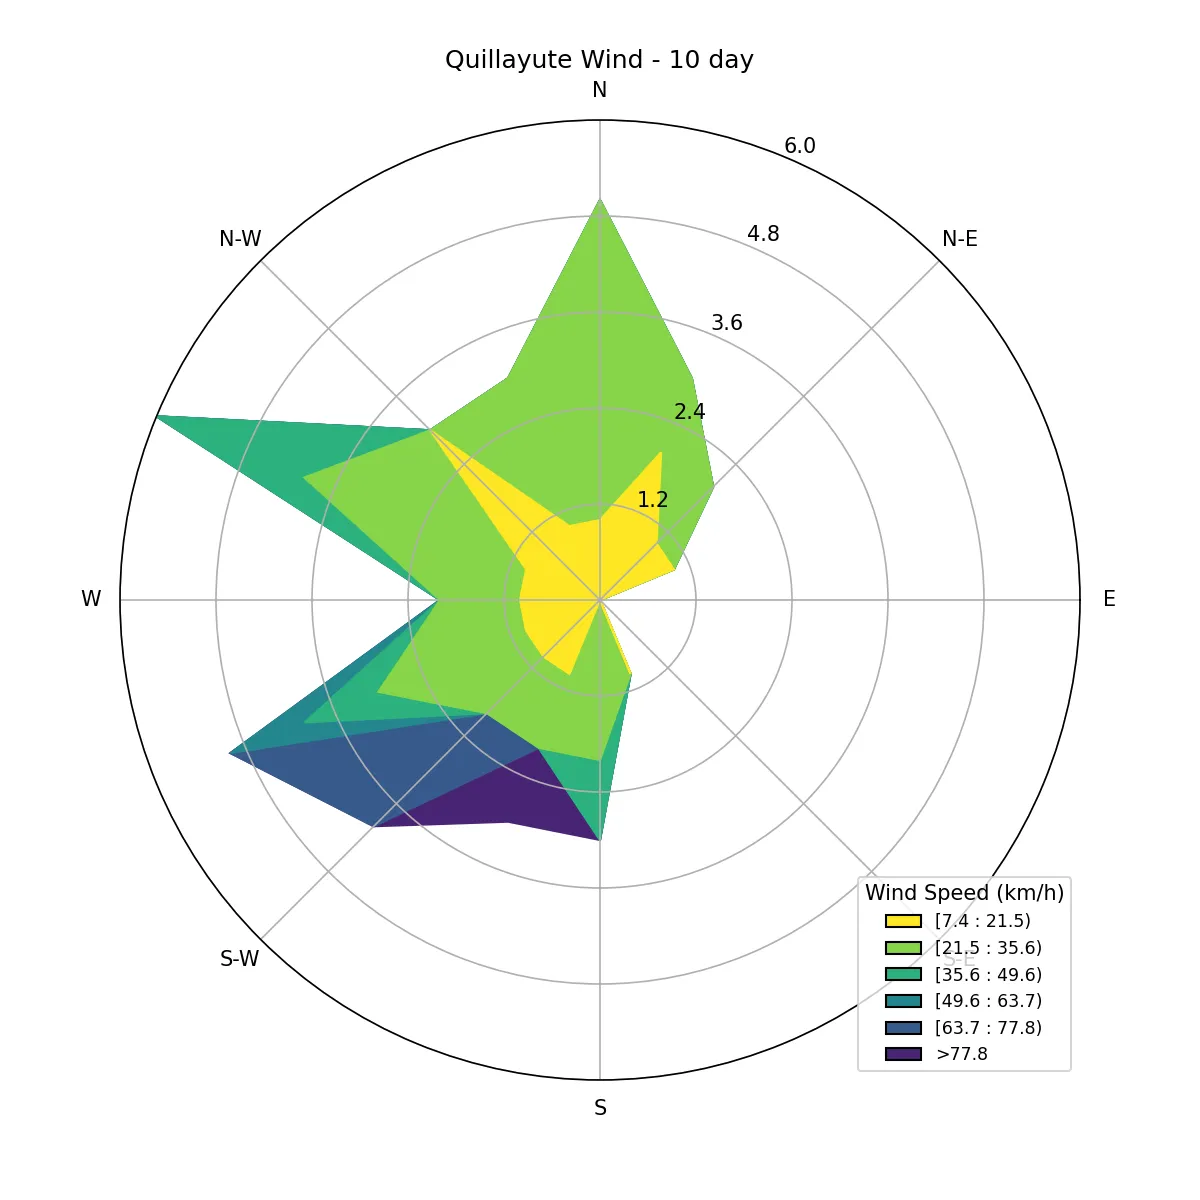 Quillayute Wind - 10 day
N
6.0
N-W
N-E
4.8
3.6
2.4
1.2
W
E
S-W
S-E
S
Wind Speed (km/h)
[7.4 : 21.5)
[21.5 : 35.6)
[35.6 : 49.6)
[49.6 : 63.7)
[63.7 : 77.8)
>77.8